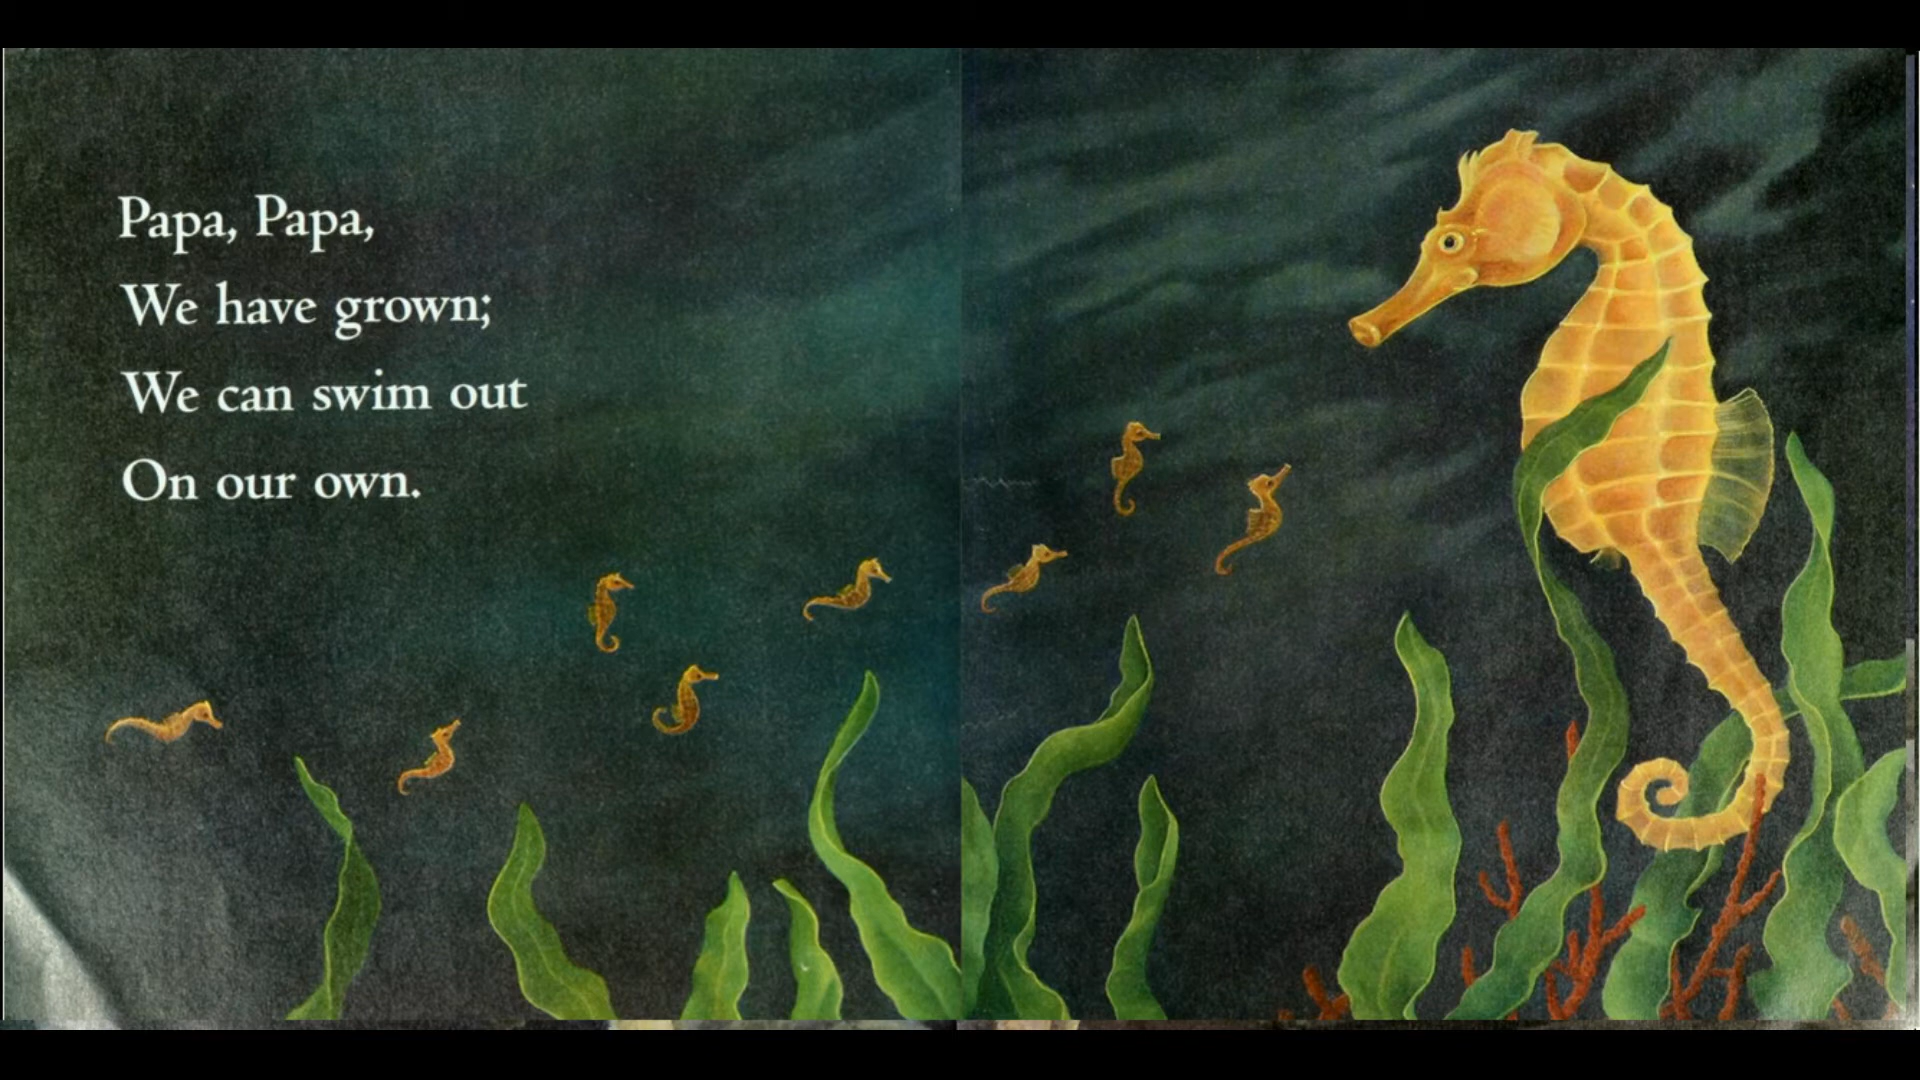 Papa, Papa,
We have grown;
We can swim out
On our own.